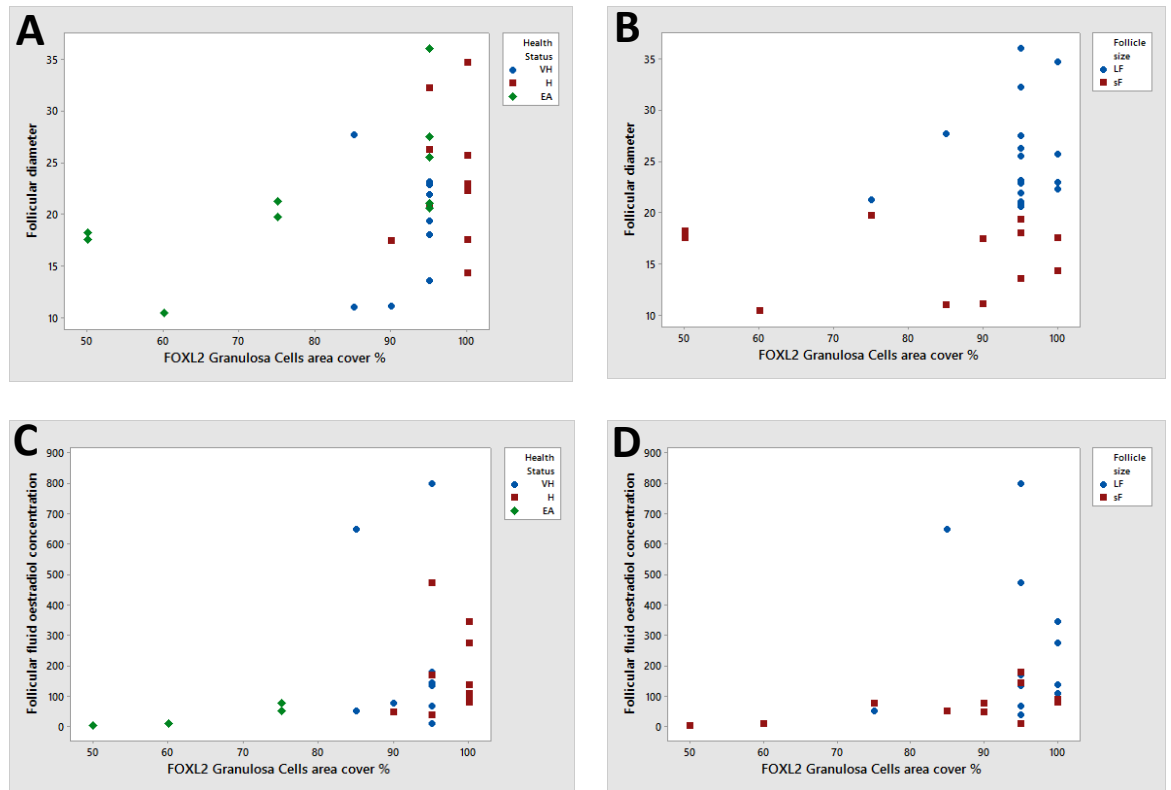 A
Follicular diameter
35
30
25
20
15
10
50 60 70 80 90 100
FOXL2 Granulosa Cells area cover %
Health
Status
VH
H
EA
B
Follicular diameter
35
30
25
20
15
10
50 60 70 80 90 100
FOXL2 Granulosa Cells area cover %
Follicle
size
LF
sF
C
Follicular fluid oestradiol concentration
900
800
700
600
500
400
300
200
100
0
50 60 70 80 90 100
FOXL2 Granulosa Cells area cover %
Health
Status
VH
H
EA
D
Follicular fluid oestradiol concentration
900
800
700
600
500
400
300
200
100
0
50 60 70 80 90 100
FOXL2 Granulosa Cells area cover %
Follicle
size
LF
sF